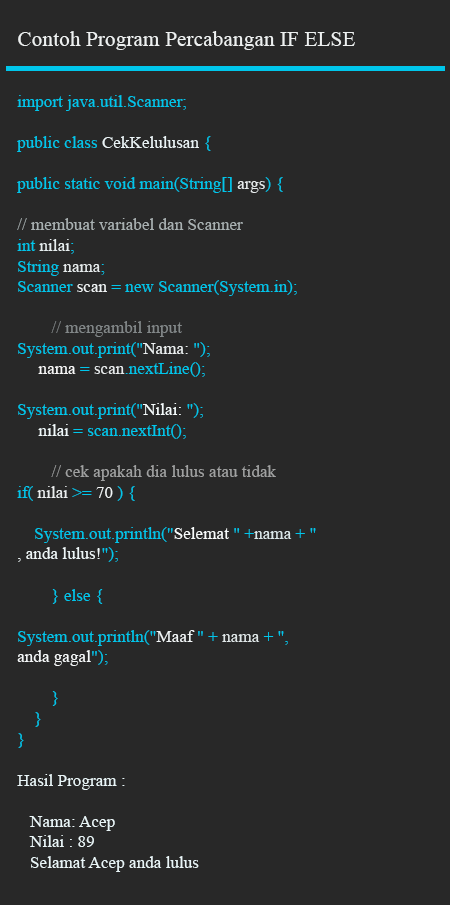 Contoh Program Percabangan IF ELSE
import java.util.Scanner;
public class CekKelulusan {
public static void main(String[] args) {
// membuat variabel dan Scanner
int nilai;
String nama;
Scanner scan = new Scanner(System.in);
// mengambil input
System.out.print("Nama: ");
nama = scan.nextLine();
System.out.print("Nilai: ");
nilai = scan.nextInt();
// cek apakah dia lulus atau tidak
if( nilai >= 70 ) {
System.out.println("Selemat " +nama + "
, anda lulus!");
} else {
System.out.println("Maaf " + nama + ",
anda gagal");
}
}
}
Hasil Program :
Nama: Acep
Nilai : 89
Selamat Acep anda lulus